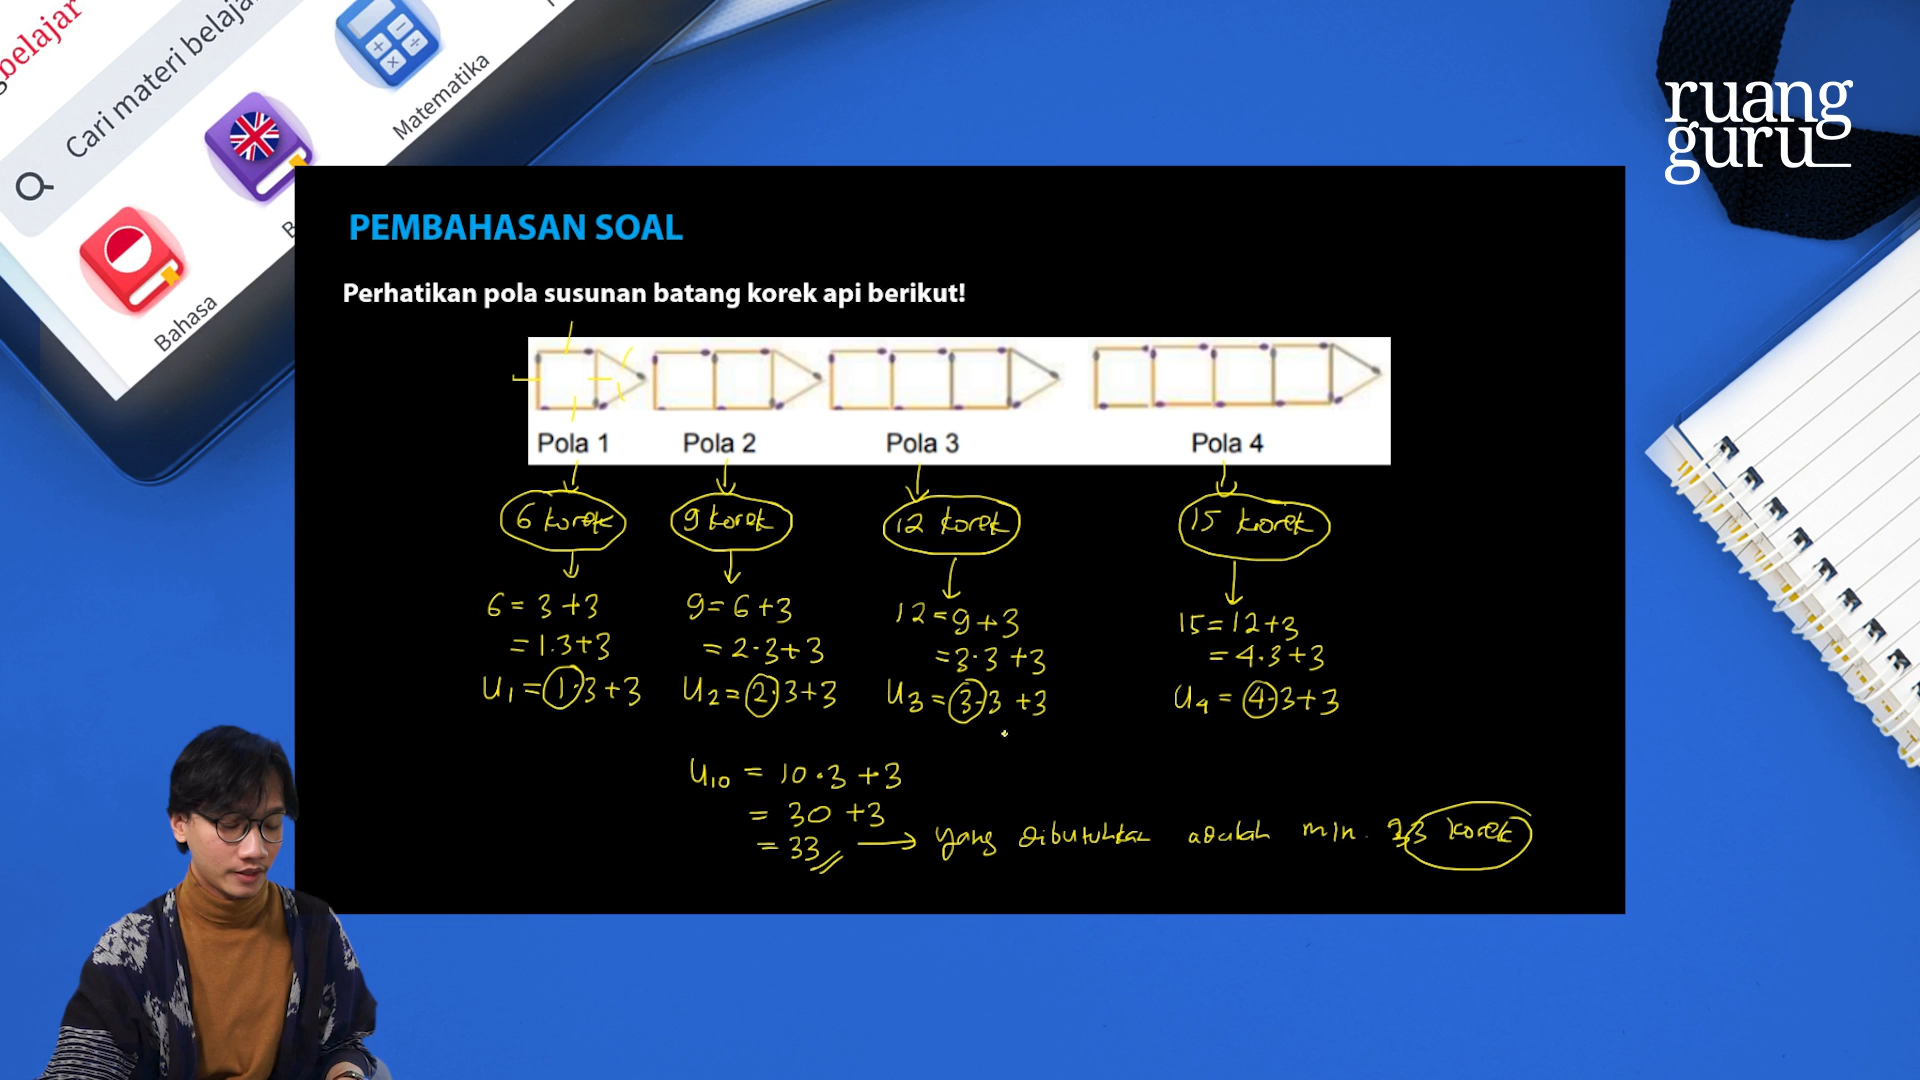 gbelajar
Cari materi belaja
Matematika
B
Bahasa
ruang
guru
PEMBAHASAN SOAL
Perhatikan pola susunan batang korek api berikut!
Pola 1 Pola 2 Pola 3 Pola 4
6 korek 9 korek 12 korek 15 korek
6 = 3 + 3 9 = 6 + 3 12 = 9 + 3 15 = 12 + 3
= 1.3 + 3 = 2.3 + 3 = 3.3 + 3 = 4.3 + 3
U1 = 1.3 + 3 U2 = 2.3 + 3 U3 = 3.3 + 3 U4 = 4.3 + 3
U10 = 10.3 + 3
= 30 + 3
= 33 → yang dibutuhkan adalah min. 33 korek